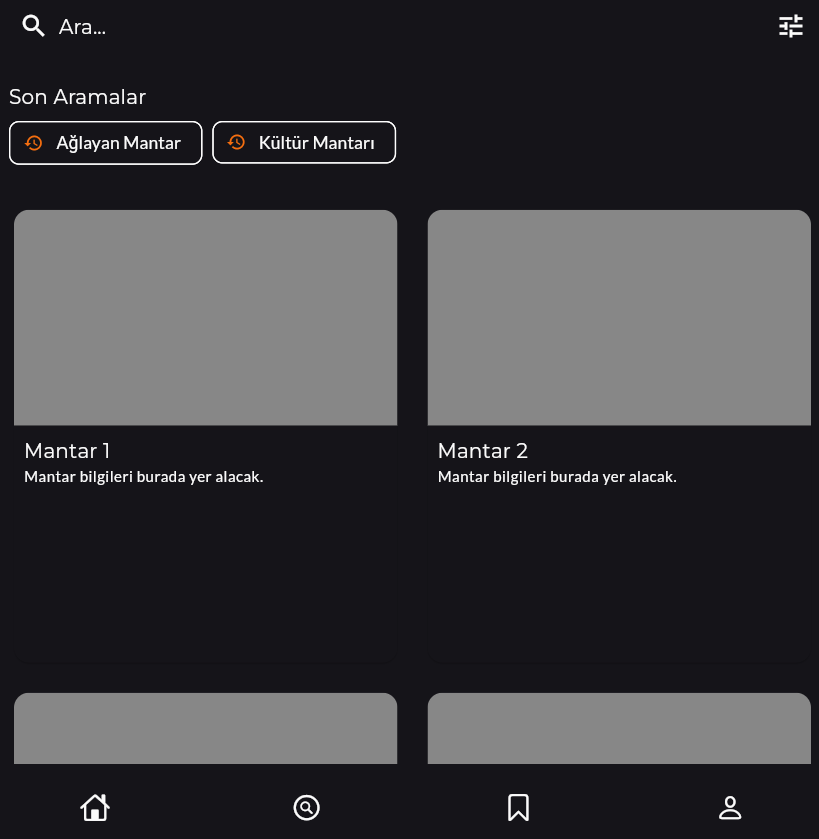 Ara...
Son Aramalar
Ağlayan Mantar
Kültür Mantarı
Mantar 1
Mantar bilgileri burada yer alacak.
Mantar 2
Mantar bilgileri burada yer alacak.